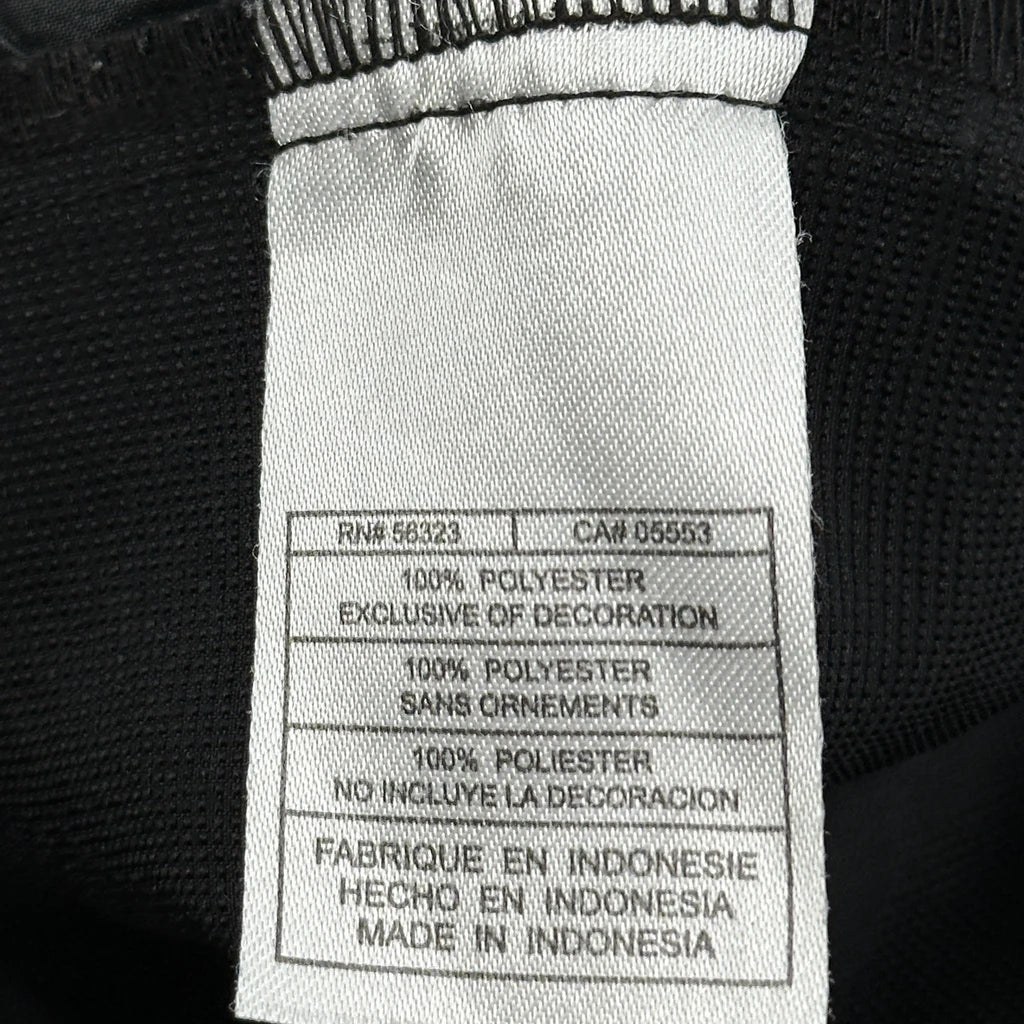 RN# 56323 CA# 05553
100% POLYESTER
EXCLUSIVE OF DECORATION
100% POLYESTER
SANS ORNEMENTS
100% POLIESTER
NO INCLUYE LA DECORACION
FABRIQUE EN INDONESIE
HECHO EN INDONESIA
MADE IN INDONESIA